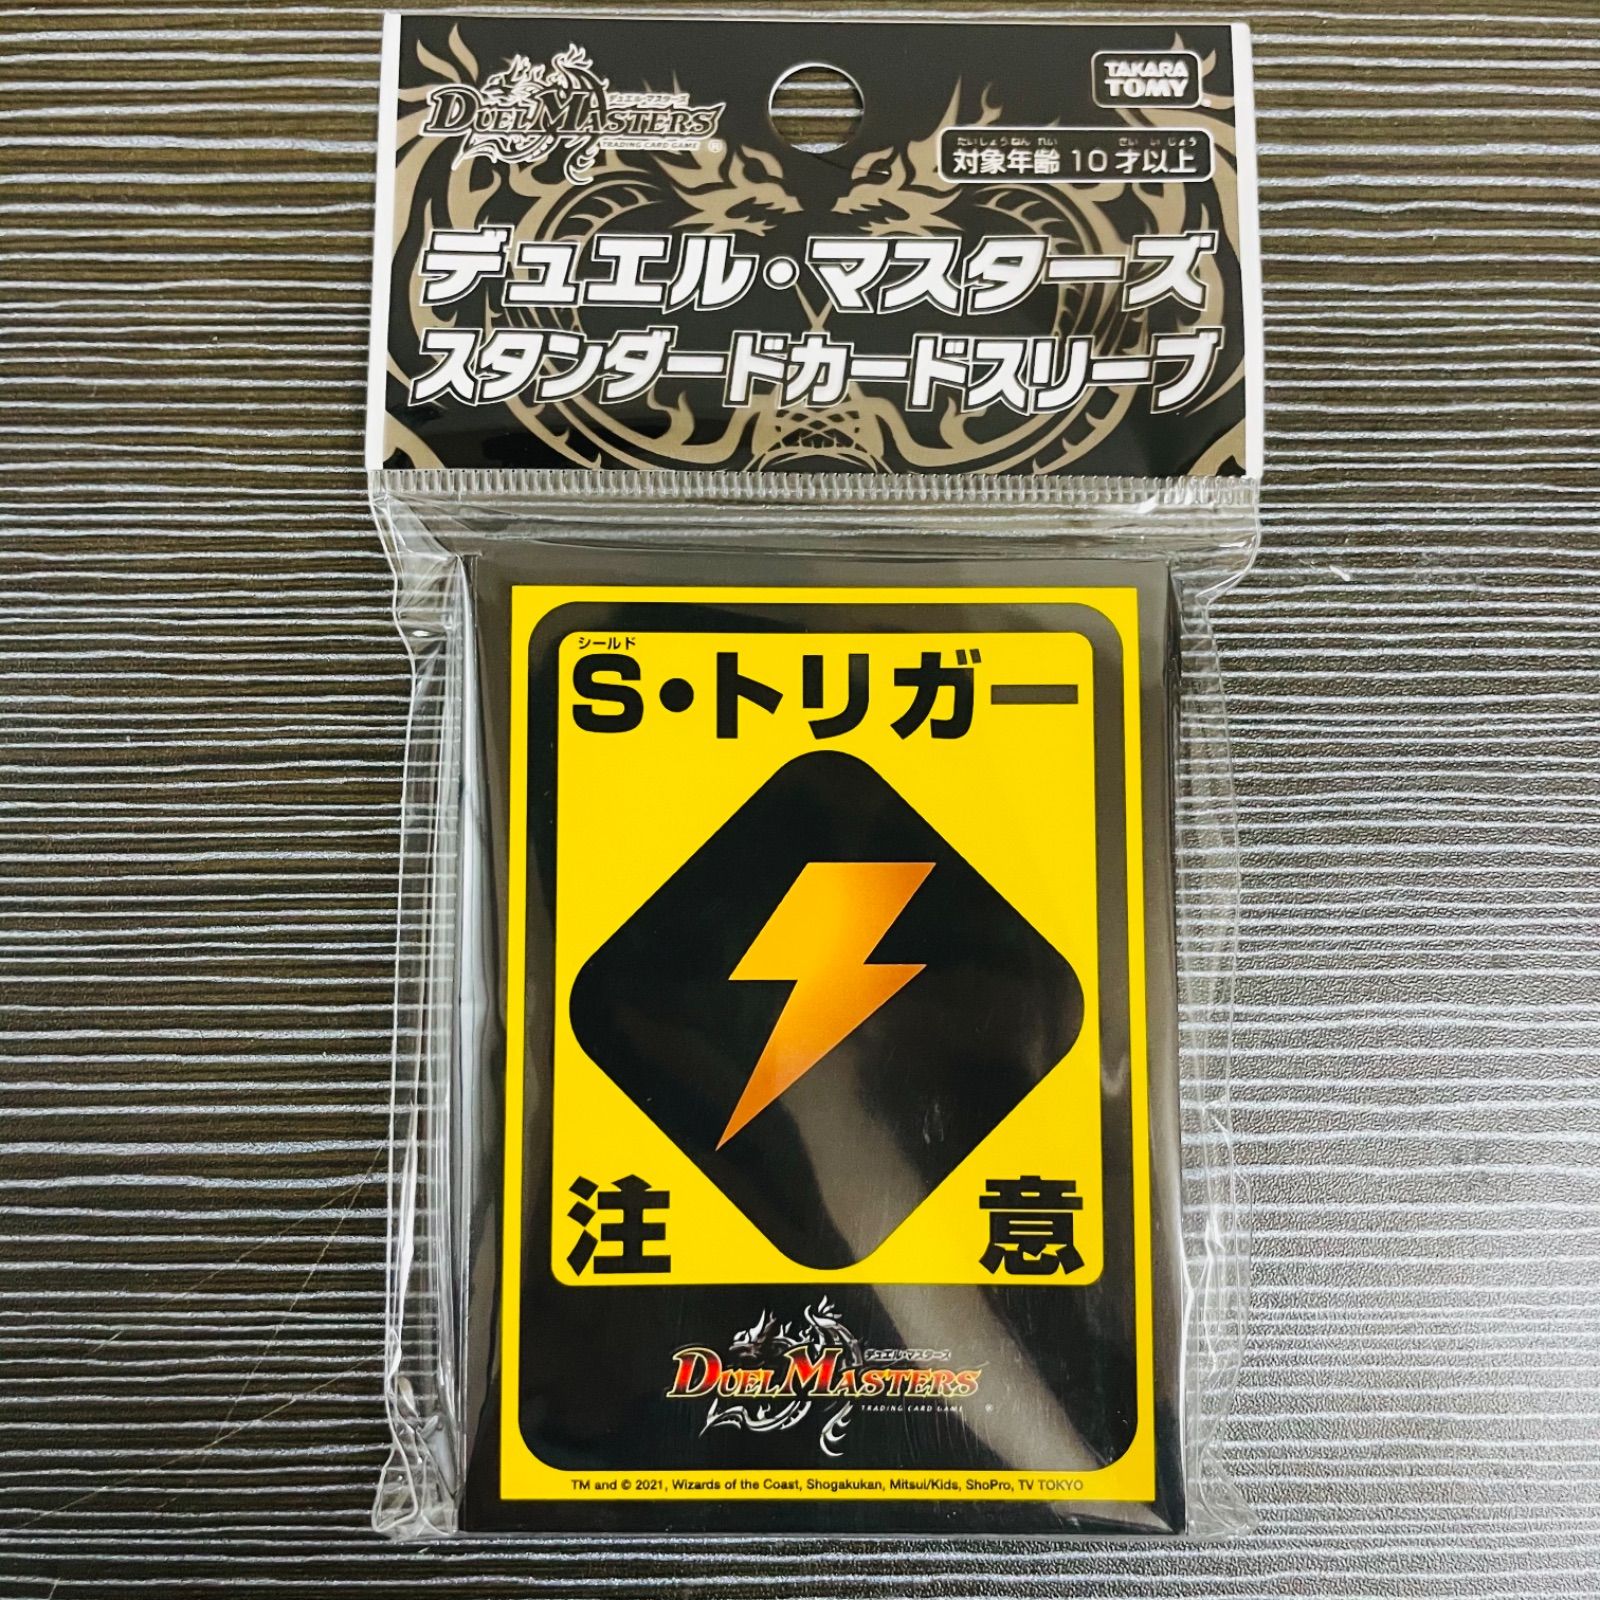 デュエル・マスターズ
DUEL MASTERS
TRADING CARD GAME ®
TAKARA TOMY
たいしょうねんれい さいいじょう
対象年齢 10 才以上
デュエル・マスターズ
スタンダードカードスリーブ
シールド
S・トリガー
注 意
デュエル・マスターズ
DUEL MASTERS
TRADING CARD GAME ®
TM and © 2021, Wizards of the Coast, Shogakukan, Mitsui/Kids, ShoPro, TV TOKYO